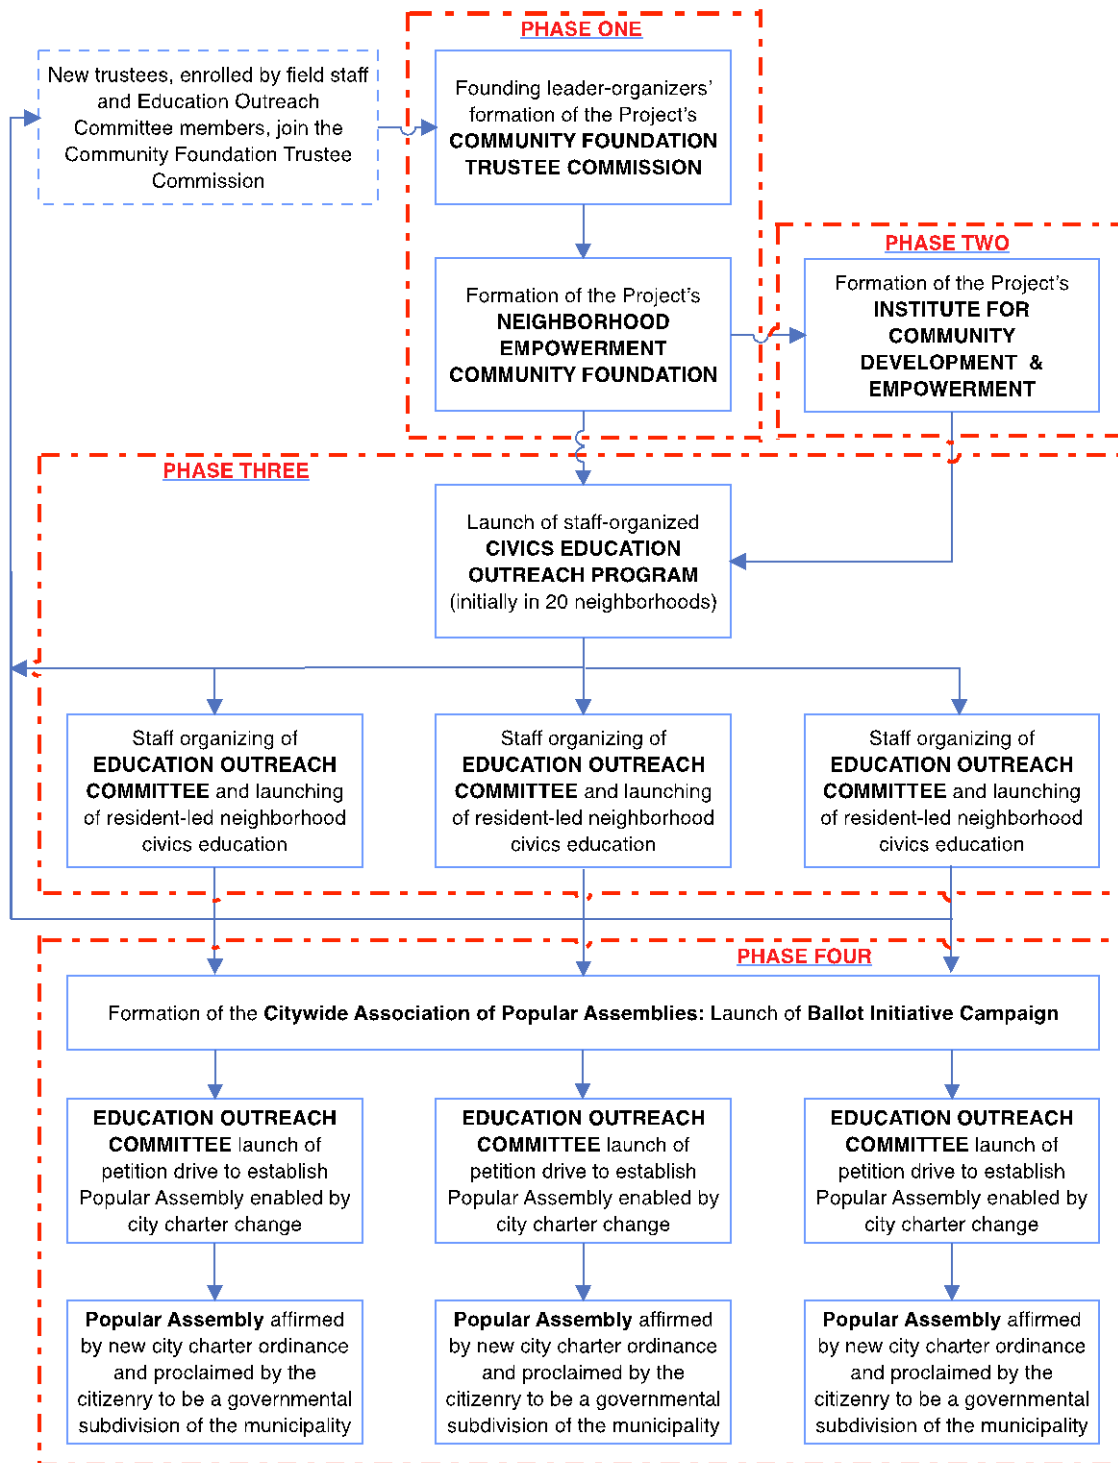 PHASE ONE
New trustees, enrolled by field staff
and Education Outreach
Committee members, join the
Community Foundation Trustee
Commission
Founding leader-organizers’
formation of the Project’s
COMMUNITY FOUNDATION
TRUSTEE COMMISSION
Formation of the Project’s
NEIGHBORHOOD
EMPOWERMENT
COMMUNITY FOUNDATION
PHASE TWO
Formation of the Project’s
INSTITUTE FOR
COMMUNITY
DEVELOPMENT &
EMPOWERMENT
PHASE THREE
Launch of staff-organized
CIVICS EDUCATION
OUTREACH PROGRAM
(initially in 20 neighborhoods)
Staff organizing of
EDUCATION OUTREACH
COMMITTEE and launching
of resident-led neighborhood
civics education
Staff organizing of
EDUCATION OUTREACH
COMMITTEE and launching
of resident-led neighborhood
civics education
Staff organizing of
EDUCATION OUTREACH
COMMITTEE and launching
of resident-led neighborhood
civics education
PHASE FOUR
Formation of the Citywide Association of Popular Assemblies: Launch of Ballot Initiative Campaign
EDUCATION OUTREACH
COMMITTEE launch of
petition drive to establish
Popular Assembly enabled by
city charter change
EDUCATION OUTREACH
COMMITTEE launch of
petition drive to establish
Popular Assembly enabled by
city charter change
EDUCATION OUTREACH
COMMITTEE launch of
petition drive to establish
Popular Assembly enabled by
city charter change
Popular Assembly affirmed
by new city charter ordinance
and proclaimed by the
citizenry to be a governmental
subdivision of the municipality
Popular Assembly affirmed
by new city charter ordinance
and proclaimed by the
citizenry to be a governmental
subdivision of the municipality
Popular Assembly affirmed
by new city charter ordinance
and proclaimed by the
citizenry to be a governmental
subdivision of the municipality